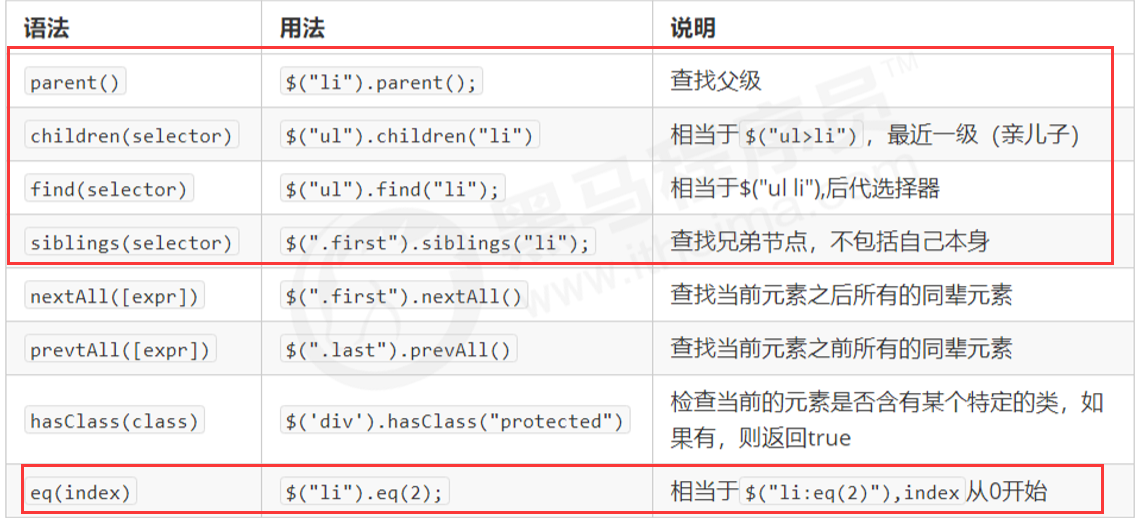 语法 用法 说明
parent() $("li").parent(); 查找父级
children(selector) $("ul").children("li") 相当于$("ul>li")，最近一级（亲儿子）
find(selector) $("ul").find("li"); 相当于$("ul li"),后代选择器
siblings(selector) $(".first").siblings("li"); 查找兄弟节点，不包括自己本身
nextAll([expr]) $(".first").nextAll() 查找当前元素之后所有的同辈元素
prevtAll([expr]) $(".last").prevAll() 查找当前元素之前所有的同辈元素
hasClass(class) $('div').hasClass("protected") 检查当前的元素是否含有某个特定的类，如
果有，则返回true
eq(index) $("li").eq(2); 相当于$("li:eq(2)"),index从0开始
黑马程序员™
www.itheima.com